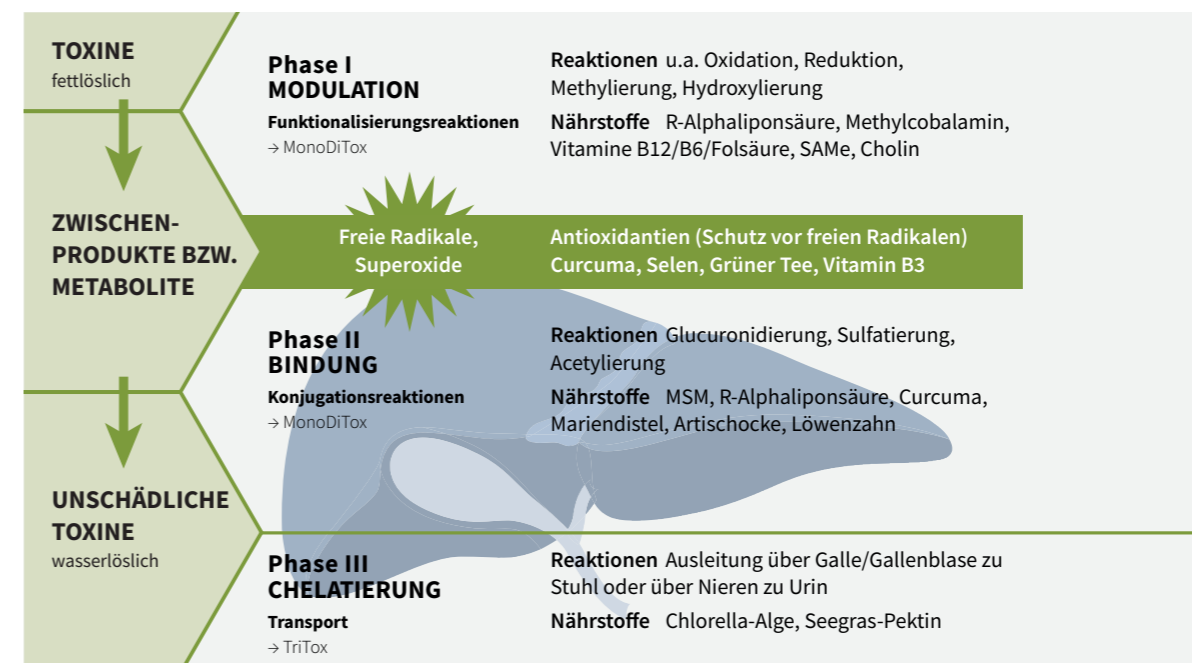 TOXINE
fettlöslich
Phase I
MODULATION
Funktionalisierungsreaktionen
→ MonoDiTox
Reaktionen u.a. Oxidation, Reduktion,
Methylierung, Hydroxylierung
Nährstoffe R-Alphaliponsäure, Methylcobalamin,
Vitamine B12/B6/Folsäure, SAMe, Cholin
ZWISCHEN-
PRODUKTE BZW.
METABOLITE
Freie Radikale,
Superoxide
Antioxidantien (Schutz vor freien Radikalen)
Curcuma, Selen, Grüner Tee, Vitamin B3
Phase II
BINDUNG
Konjugationsreaktionen
→ MonoDiTox
Reaktionen Glucuronidierung, Sulfatierung,
Acetylierung
Nährstoffe MSM, R-Alphaliponsäure, Curcuma,
Mariendistel, Artischocke, Löwenzahn
UNSCHÄDLICHE
TOXINE
wasserlöslich
Phase III
CHELATIERUNG
Transport
→ TriTox
Reaktionen Ausleitung über Galle/Gallenblase zu
Stuhl oder über Nieren zu Urin
Nährstoffe Chlorella-Alge, Seegras-Pektin